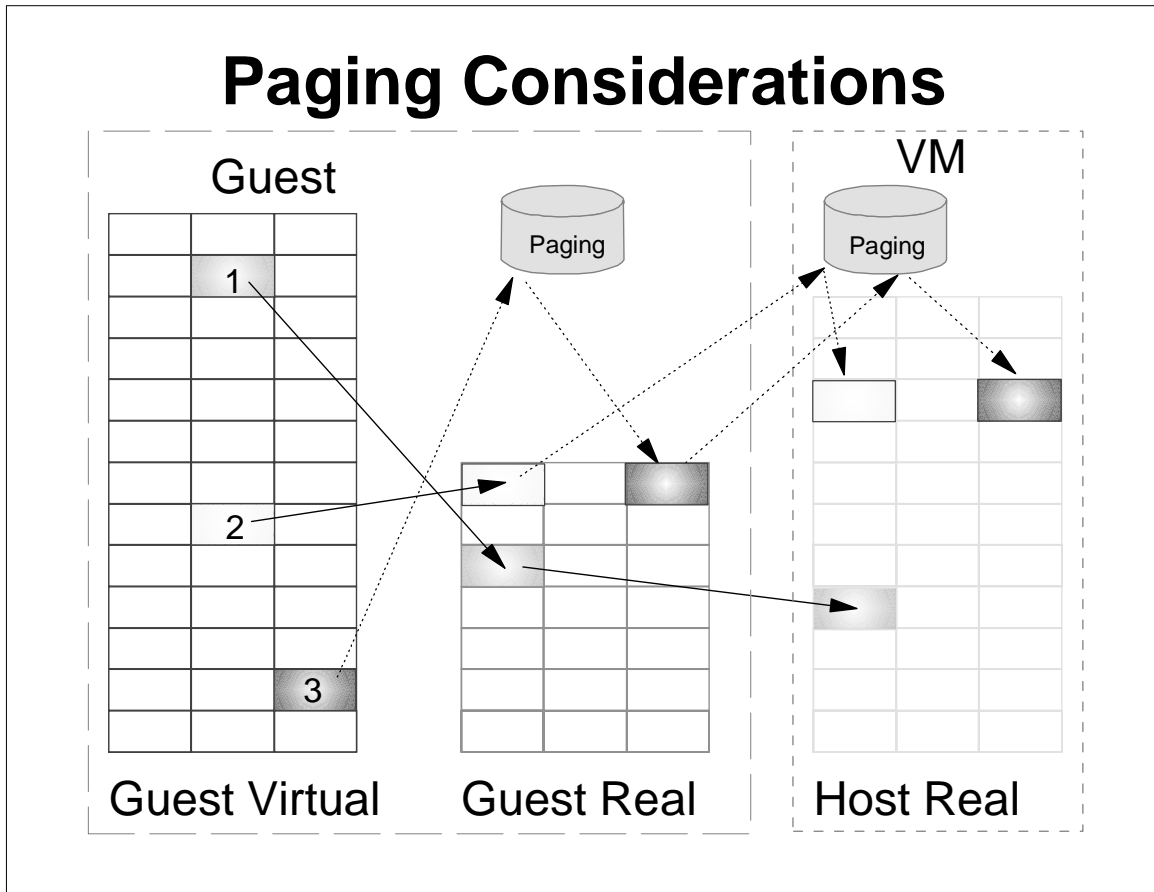 Paging Considerations
Guest
VM
Paging
Paging
1
2
3
Guest Virtual
Guest Real
Host Real